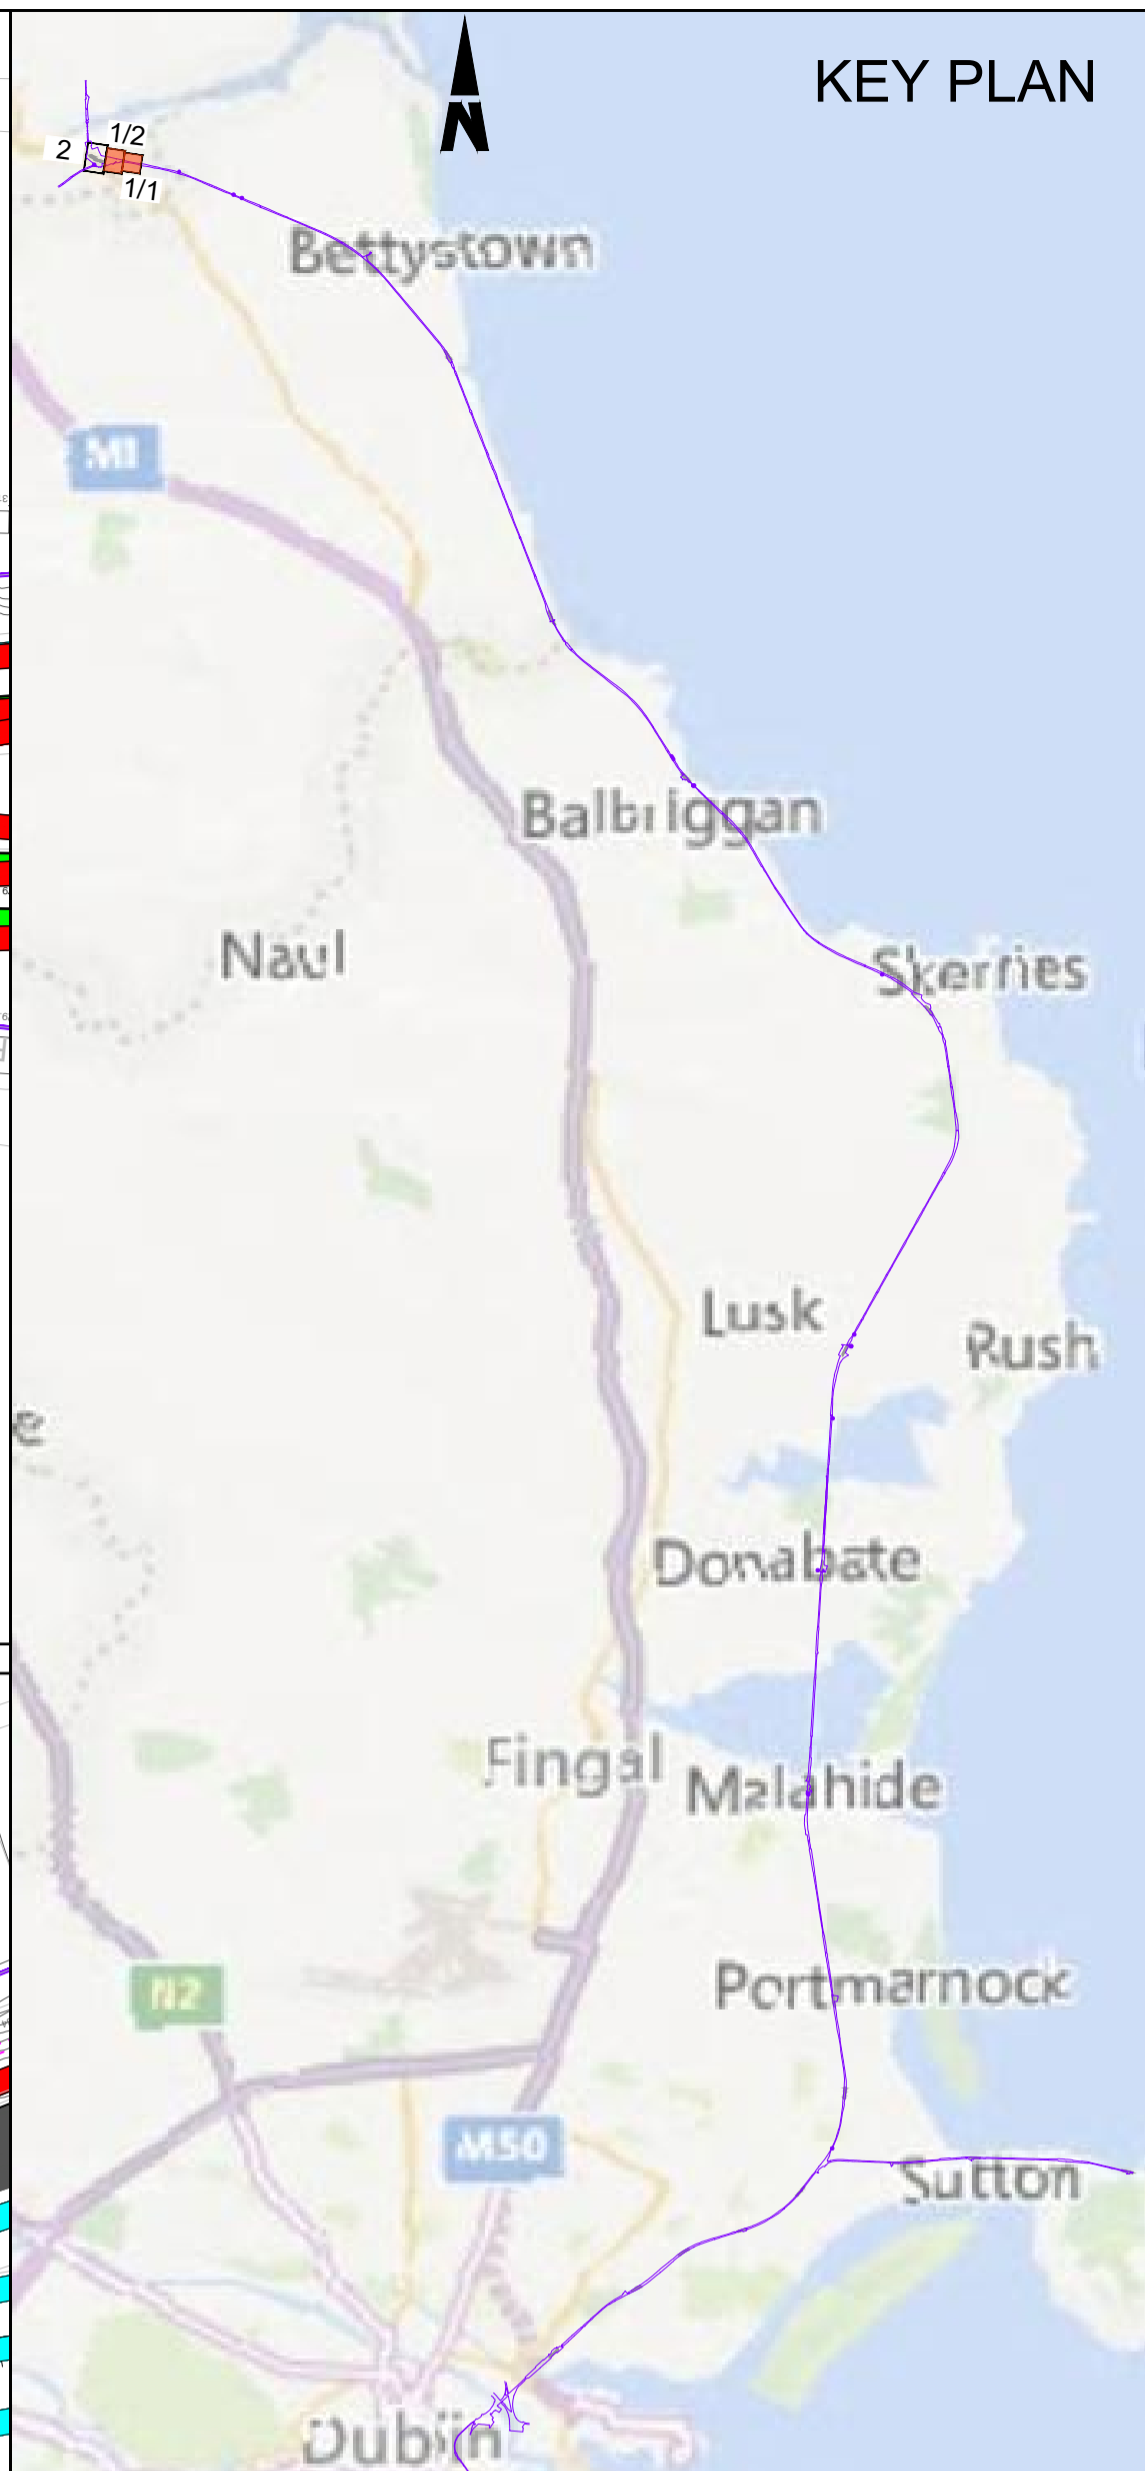 KEY PLAN
N
1/2
2
1/1
Bettystown
M1
Balbriggan
Naul
Skerries
Lusk
Rush
e
Donabate
Fingal
Malahide
N2
Portmarnock
M50
Sutton
Dublin